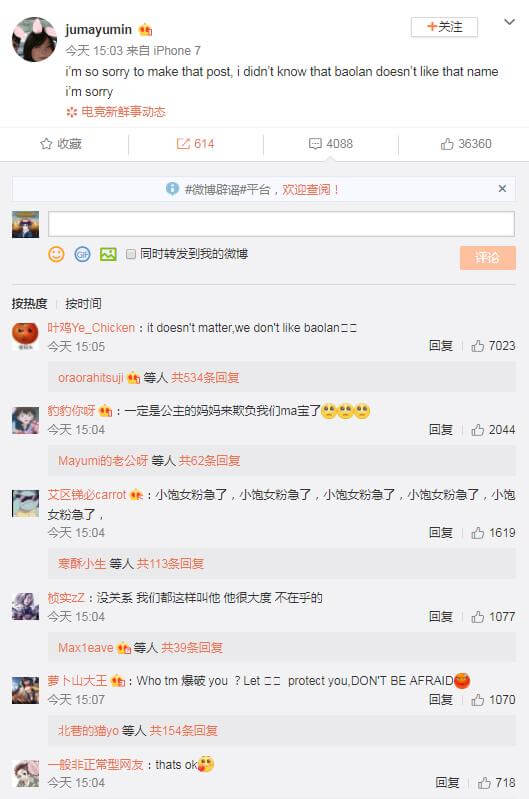 jumayumin
+关注
今天 15:03 来自 iPhone 7
i'm so sorry to make that post, i didn't know that baolan doesn't like that name
i'm sorry
电竞新鲜事动态
收藏
614
4088
36360
#微博辟谣#平台，欢迎查阅！
GIF
同时转发到我的微博
评论
按热度 | 按时间
叶鸡Ye_Chicken：it doesn't matter,we don't like baolan
今天 15:05
回复 7023
oraorahitsuji 等人 共534条回复
豹豹你呀：一定是公主的妈妈来欺负我们ma宝了
今天 15:04
回复 2044
Mayumi的老公呀 等人 共62条回复
艾区锑必carrot：小饱女粉急了，小饱女粉急了，小饱女粉急了，小饱女粉急了，小饱
女粉急了，
今天 15:04
回复 1619
寒酥小生 等人 共113条回复
桢实zZ：没关系 我们都这样叫他 他很大度 不在乎的
今天 15:04
回复 1077
Max1eave 等人 共39条回复
萝卜山大王：Who tm 爆破 you ？Let protect you,DON'T BE AFRAID
今天 15:07
回复 1070
北巷的猫yo 等人 共154条回复
一般非正常型网友：thats ok
今天 15:04
回复 718